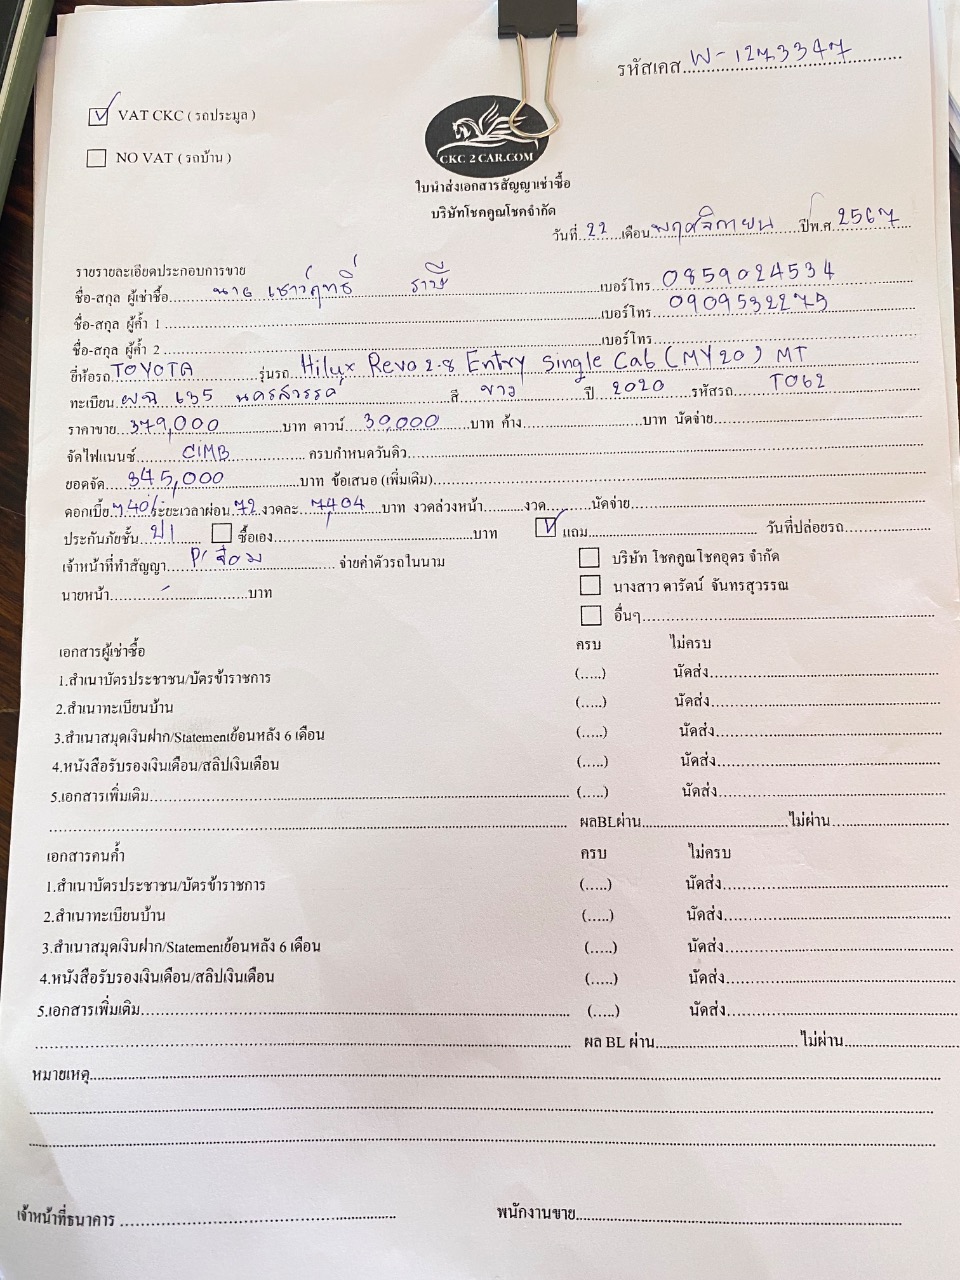 รหัสเคส..W-1273347
☑ VAT CKC ( รถประมูล )
☐ NO VAT ( รถบ้าน )
CKC 2 CAR.COM
ใบนำส่งเอกสารสัญญาเช่าซื้อ
บริษัทโชคคูณโชคจำกัด
วันที่..22...เดือน..พฤศจิกายน...ปีพ.ศ..2567
รายรายละเอียดประกอบการขาย
ชื่อ-สกุล ผู้เช่าซื้อ....นาย เชาว์ฤทธิ์ ราษี....เบอร์โทร..0859024534
ชื่อ-สกุล ผู้ค้ำ 1....เบอร์โทร..0909532275
ชื่อ-สกุล ผู้ค้ำ 2....เบอร์โทร....
ยี่ห้อรถ.TOYOTA....รุ่นรถ..Hilux Revo 2.8 Entry Single Cab (MY20) MT
ทะเบียน..ผฉ 635 นครสวรรค์....สี...ขาว...ปี..2020...รหัสรถ...TO62
ราคาขาย..379,000....บาท ดาวน์..39,000...บาท ค้าง....บาท นัดจ่าย....
จัดไฟแนนซ์...CIMB....ครบกำหนดวันดิว....
ยอดจัด..345,000....บาท ข้อเสนอ (เพิ่มเติม)....
ดอกเบี้ย.7.40%ระยะเวลาผ่อน..72.งวดละ...7404...บาท งวดล่วงหน้า....งวด....นัดจ่าย....
ประกันภัยชั้น..ป1.... ☐ ซื้อเอง....บาท ☑ แถม.... วันที่ปล่อยรถ....
เจ้าหน้าที่ทำสัญญา....จ่ายค่าตัวรถในนาม ☐ บริษัท โชคคูณโชคอุดร จำกัด
นายหน้า....บาท ☐ นางสาว ดารัตน์ จันทรสุวรรณ
☐ อื่นๆ....
เอกสารผู้เช่าซื้อ ครบ ไม่ครบ
1.สำเนาบัตรประชาชน/บัตรข้าราชการ (.....) นัดส่ง....
2.สำเนาทะเบียนบ้าน (.....) นัดส่ง....
3.สำเนาสมุดเงินฝาก/Statementย้อนหลัง 6 เดือน (.....) นัดส่ง....
4.หนังสือรับรองเงินเดือน/สลิปเงินเดือน (.....) นัดส่ง....
5.เอกสารเพิ่มเติม.... (.....) นัดส่ง....
.... ผลBLผ่าน....ไม่ผ่าน....
เอกสารคนค้ำ ครบ ไม่ครบ
1.สำเนาบัตรประชาชน/บัตรข้าราชการ (.....) นัดส่ง....
2.สำเนาทะเบียนบ้าน (.....) นัดส่ง....
3.สำเนาสมุดเงินฝาก/Statementย้อนหลัง 6 เดือน (.....) นัดส่ง....
4.หนังสือรับรองเงินเดือน/สลิปเงินเดือน (.....) นัดส่ง....
5.เอกสารเพิ่มเติม.... (.....) นัดส่ง....
.... ผล BL ผ่าน.... ไม่ผ่าน....
หมายเหตุ....
เจ้าหน้าที่ธนาคาร .... พนักงานขาย....